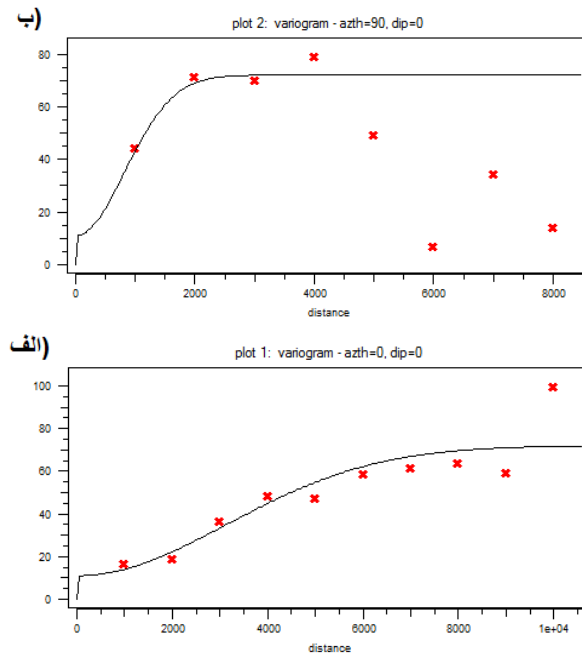 ب)
plot 2: variogram - azth=90, dip=0
80
60
40
20
0
0 2000 4000 6000 8000
distance
الف)
plot 1: variogram - azth=0, dip=0
100
80
60
40
20
0
0 2000 4000 6000 8000 1e+04
distance